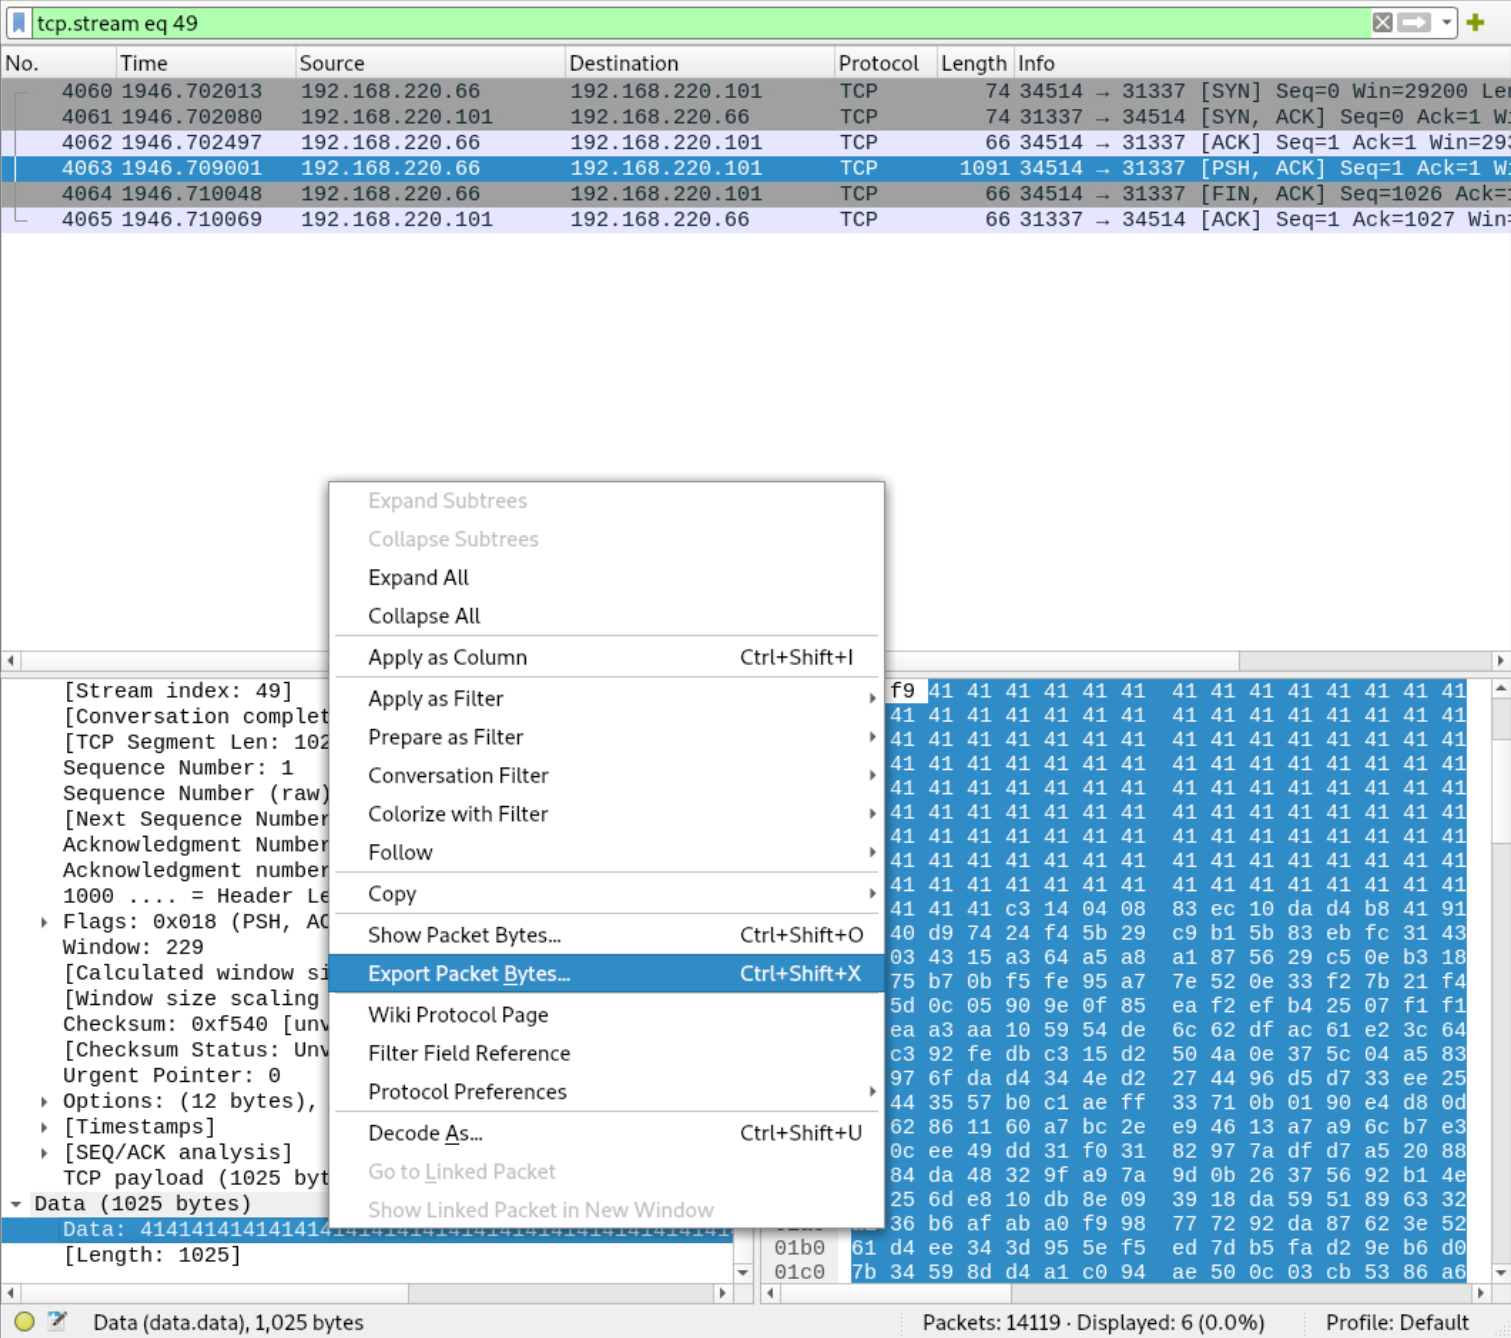 tcp.stream eq 49
No. Time Source Destination Protocol Length Info
4060 1946.702013 192.168.220.66 192.168.220.101 TCP 74 34514 → 31337 [SYN] Seq=0 Win=29200 Len
4061 1946.702080 192.168.220.101 192.168.220.66 TCP 74 31337 → 34514 [SYN, ACK] Seq=0 Ack=1 Wi
4062 1946.702497 192.168.220.66 192.168.220.101 TCP 66 34514 → 31337 [ACK] Seq=1 Ack=1 Win=293
4063 1946.709001 192.168.220.66 192.168.220.101 TCP 1091 34514 → 31337 [PSH, ACK] Seq=1 Ack=1 Wi
4064 1946.710048 192.168.220.66 192.168.220.101 TCP 66 34514 → 31337 [FIN, ACK] Seq=1026 Ack=1
4065 1946.710069 192.168.220.101 192.168.220.66 TCP 66 31337 → 34514 [ACK] Seq=1 Ack=1027 Win=
Expand Subtrees
Collapse Subtrees
Expand All
Collapse All
Apply as Column Ctrl+Shift+I
Apply as Filter
Prepare as Filter
Conversation Filter
Colorize with Filter
Follow
Copy
Show Packet Bytes... Ctrl+Shift+O
Export Packet Bytes... Ctrl+Shift+X
Wiki Protocol Page
Filter Field Reference
Protocol Preferences
Decode As... Ctrl+Shift+U
Go to Linked Packet
Show Linked Packet in New Window
[Stream index: 49]
[Conversation complet
[TCP Segment Len: 102
Sequence Number: 1
Sequence Number (raw)
[Next Sequence Number
Acknowledgment Number
Acknowledgment number
1000 .... = Header Le
Flags: 0x018 (PSH, AC
Window: 229
[Calculated window si
[Window size scaling
Checksum: 0xf540 [unv
[Checksum Status: Unv
Urgent Pointer: 0
Options: (12 bytes),
[Timestamps]
[SEQ/ACK analysis]
TCP payload (1025 byt
Data (1025 bytes)
Data: 41414141414141414141414141414141414141414141414141
[Length: 1025]
f9 41 41 41 41 41 41 41 41 41 41 41 41 41 41
41 41 41 41 41 41 41 41 41 41 41 41 41 41 41
41 41 41 41 41 41 41 41 41 41 41 41 41 41 41
41 41 41 41 41 41 41 41 41 41 41 41 41 41 41
41 41 41 41 41 41 41 41 41 41 41 41 41 41 41
41 41 41 41 41 41 41 41 41 41 41 41 41 41 41
41 41 41 41 41 41 41 41 41 41 41 41 41 41 41
41 41 41 41 41 41 41 41 41 41 41 41 41 41 41
41 41 41 41 41 41 41 41 41 41 41 41 41 41 41
41 41 41 c3 14 04 08 83 ec 10 da d4 b8 41 91
40 d9 74 24 f4 5b 29 c9 b1 5b 83 eb fc 31 43
03 43 15 a3 64 a5 a8 a1 87 56 29 c5 0e b3 18
75 b7 0b f5 fe 95 a7 7e 52 0e 33 f2 7b 21 f4
5d 0c 05 90 9e 0f 85 ea f2 ef b4 25 07 f1 f1
ea a3 aa 10 59 54 de 6c 62 df ac 61 e2 3c 64
c3 92 fe db c3 15 d2 50 4a 0e 37 5c 04 a5 83
97 6f da d4 34 4e d2 27 44 96 d5 d7 33 ee 25
44 35 57 b0 c1 ae ff 33 71 0b 01 90 e4 d8 0d
62 86 11 60 a7 bc 2e e9 46 13 a7 a9 6c b7 e3
0c ee 49 dd 31 f0 31 82 97 7a df d7 a5 20 88
84 da 48 32 9f a9 7a 9d 0b 26 37 56 92 b1 4e
25 6d e8 10 db 8e 09 39 18 da 59 51 89 63 32
36 b6 af ab a0 f9 98 77 72 92 da 87 62 3e 52
01b0 61 d4 ee 34 3d 95 5e f5 ed 7d b5 fa d2 9e b6 d0
01c0 7b 34 59 8d d4 a1 c0 94 ae 50 0c 03 cb 53 86 a6
Data (data.data), 1,025 bytes Packets: 14119 · Displayed: 6 (0.0%) Profile: Default